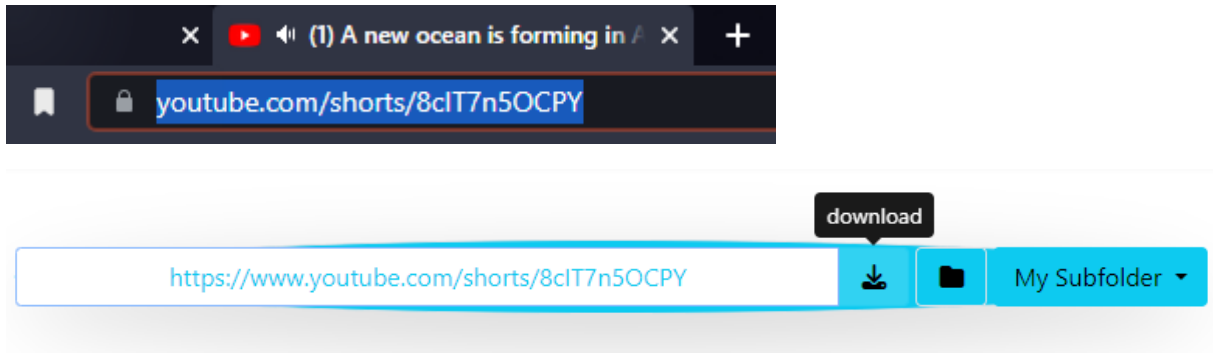 (1) A new ocean is forming in A
youtube.com/shorts/8cIT7n5OCPY
download
https://www.youtube.com/shorts/8cIT7n5OCPY
My Subfolder